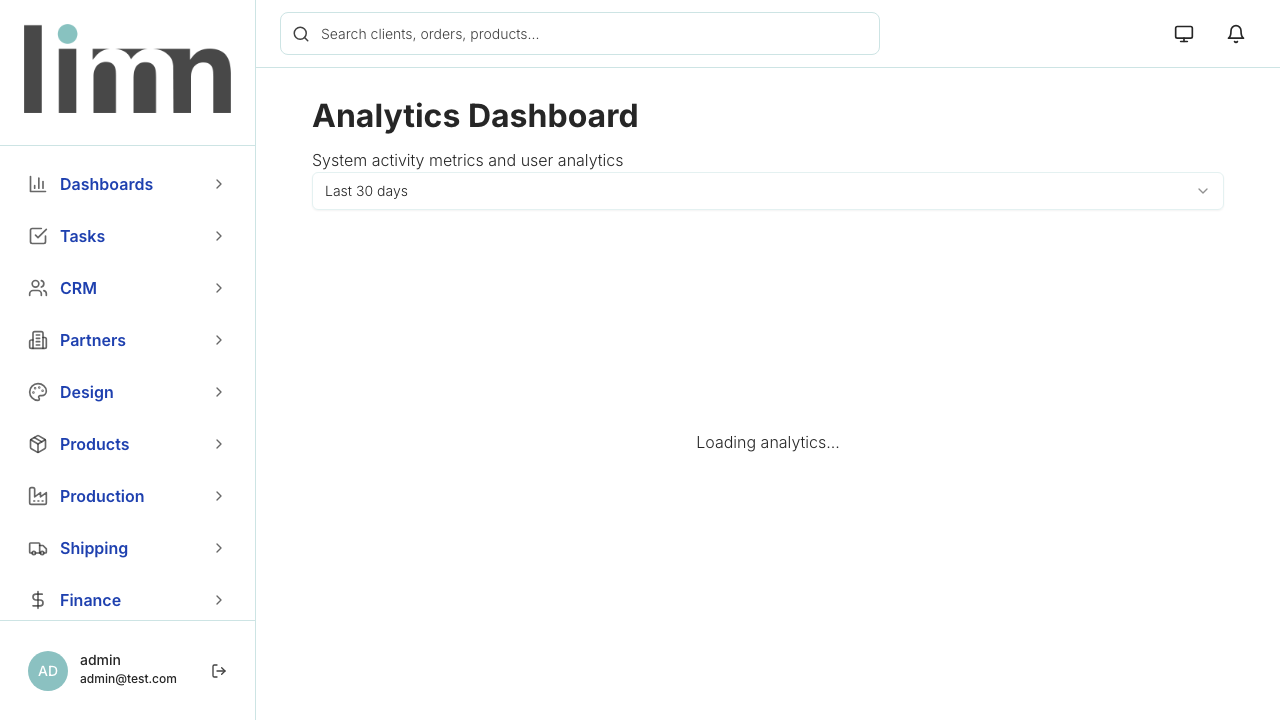 limn
Search clients, orders, products...
Dashboards
Tasks
CRM
Partners
Design
Products
Production
Shipping
Finance
AD
admin
admin@test.com
Analytics Dashboard
System activity metrics and user analytics
Last 30 days
Loading analytics...